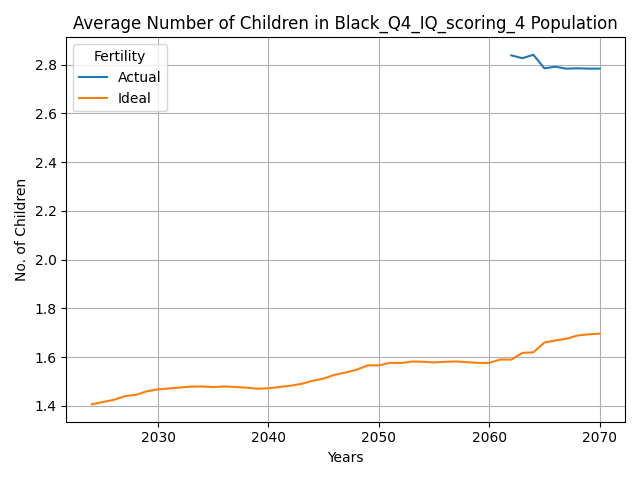 Average Number of Children in Black_Q4_IQ_scoring_4 Population
Fertility
Actual
Ideal
No. of Children
2.8
2.6
2.4
2.2
2.0
1.8
1.6
1.4
2030
2040
2050
2060
2070
Years